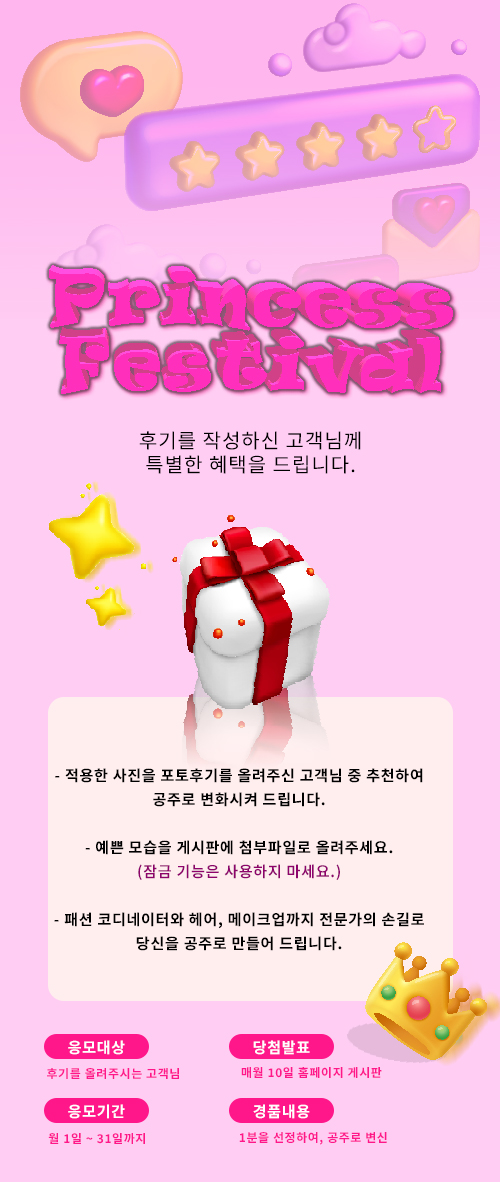 Princess
Festival
후기를 작성하신 고객님께
특별한 혜택을 드립니다.
- 적용한 사진을 포토후기를 올려주신 고객님 중 추천하여
공주로 변화시켜 드립니다.
- 예쁜 모습을 게시판에 첨부파일로 올려주세요.
(잠금 기능은 사용하지 마세요.)
- 패션 코디네이터와 헤어, 메이크업까지 전문가의 손길로
당신을 공주로 만들어 드립니다.
응모대상
후기를 올려주시는 고객님
당첨발표
매월 10일 홈페이지 게시판
응모기간
월 1일 ~ 31일까지
경품내용
1분을 선정하여, 공주로 변신